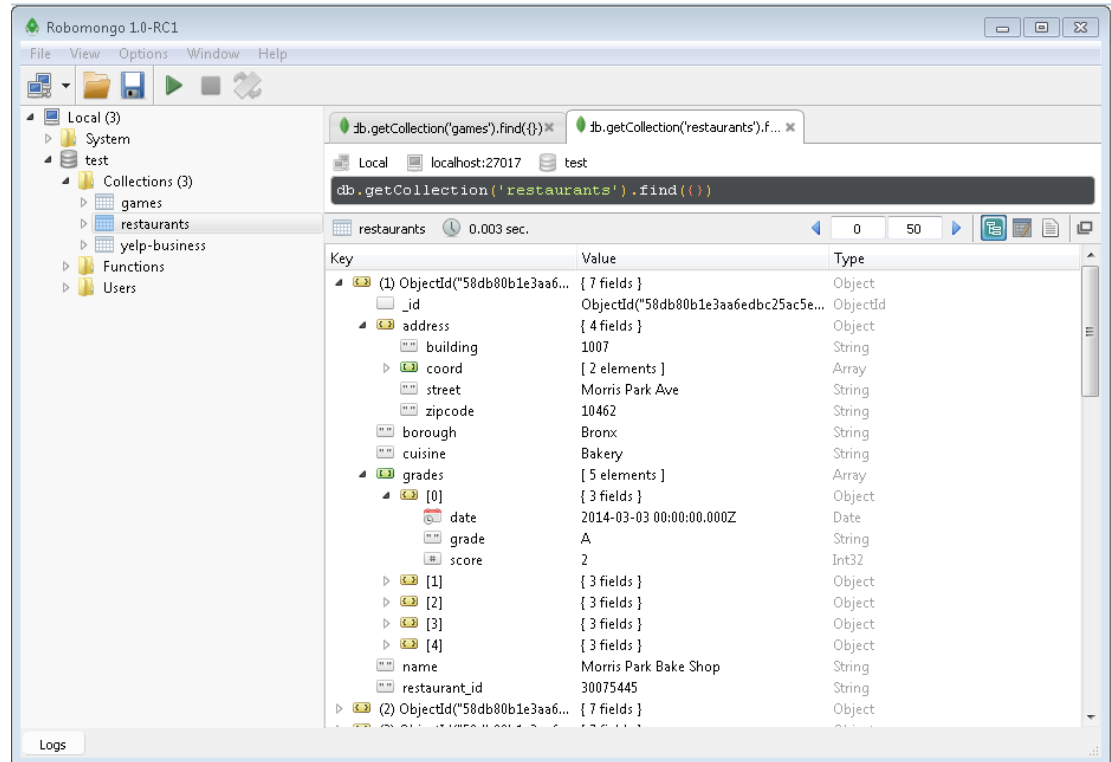 Robomongo 1.0-RC1
File View Options Window Help
Local (3)
System
test
Collections (3)
games
restaurants
yelp-business
Functions
Users
db.getCollection('games').find({}) db.getCollection('restaurants').f...
Local localhost:27017 test
db.getCollection('restaurants').find({})
restaurants 0.003 sec. 0 50
Key Value Type
(1) ObjectId("58db80b1e3aa6... { 7 fields } Object
_id ObjectId("58db80b1e3aa6edbc25ac5e... ObjectId
address { 4 fields } Object
building 1007 String
coord [ 2 elements ] Array
street Morris Park Ave String
zipcode 10462 String
borough Bronx String
cuisine Bakery String
grades [ 5 elements ] Array
[0] { 3 fields } Object
date 2014-03-03 00:00:00.000Z Date
grade A String
score 2 Int32
[1] { 3 fields } Object
[2] { 3 fields } Object
[3] { 3 fields } Object
[4] { 3 fields } Object
name Morris Park Bake Shop String
restaurant_id 30075445 String
(2) ObjectId("58db80b1e3aa6... { 7 fields } Object
Logs